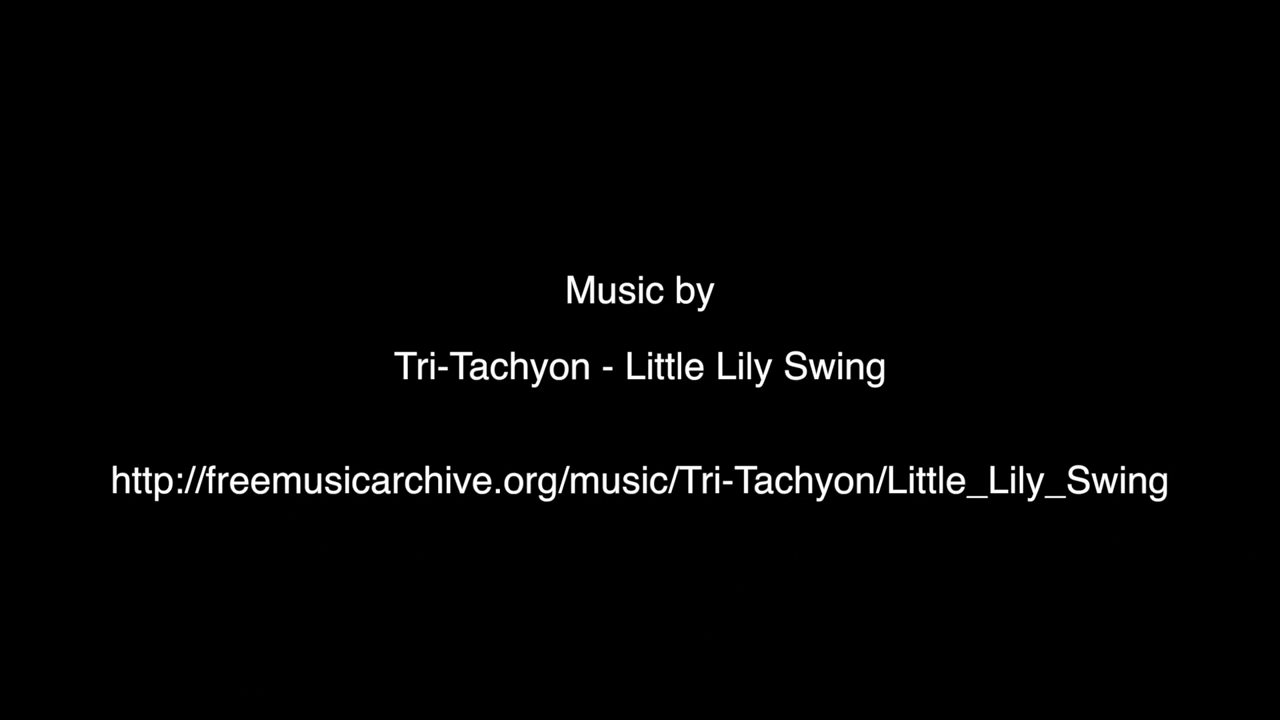 Music by
Tri-Tachyon - Little Lily Swing
http://freemusicarchive.org/music/Tri-Tachyon/Little_Lily_Swing